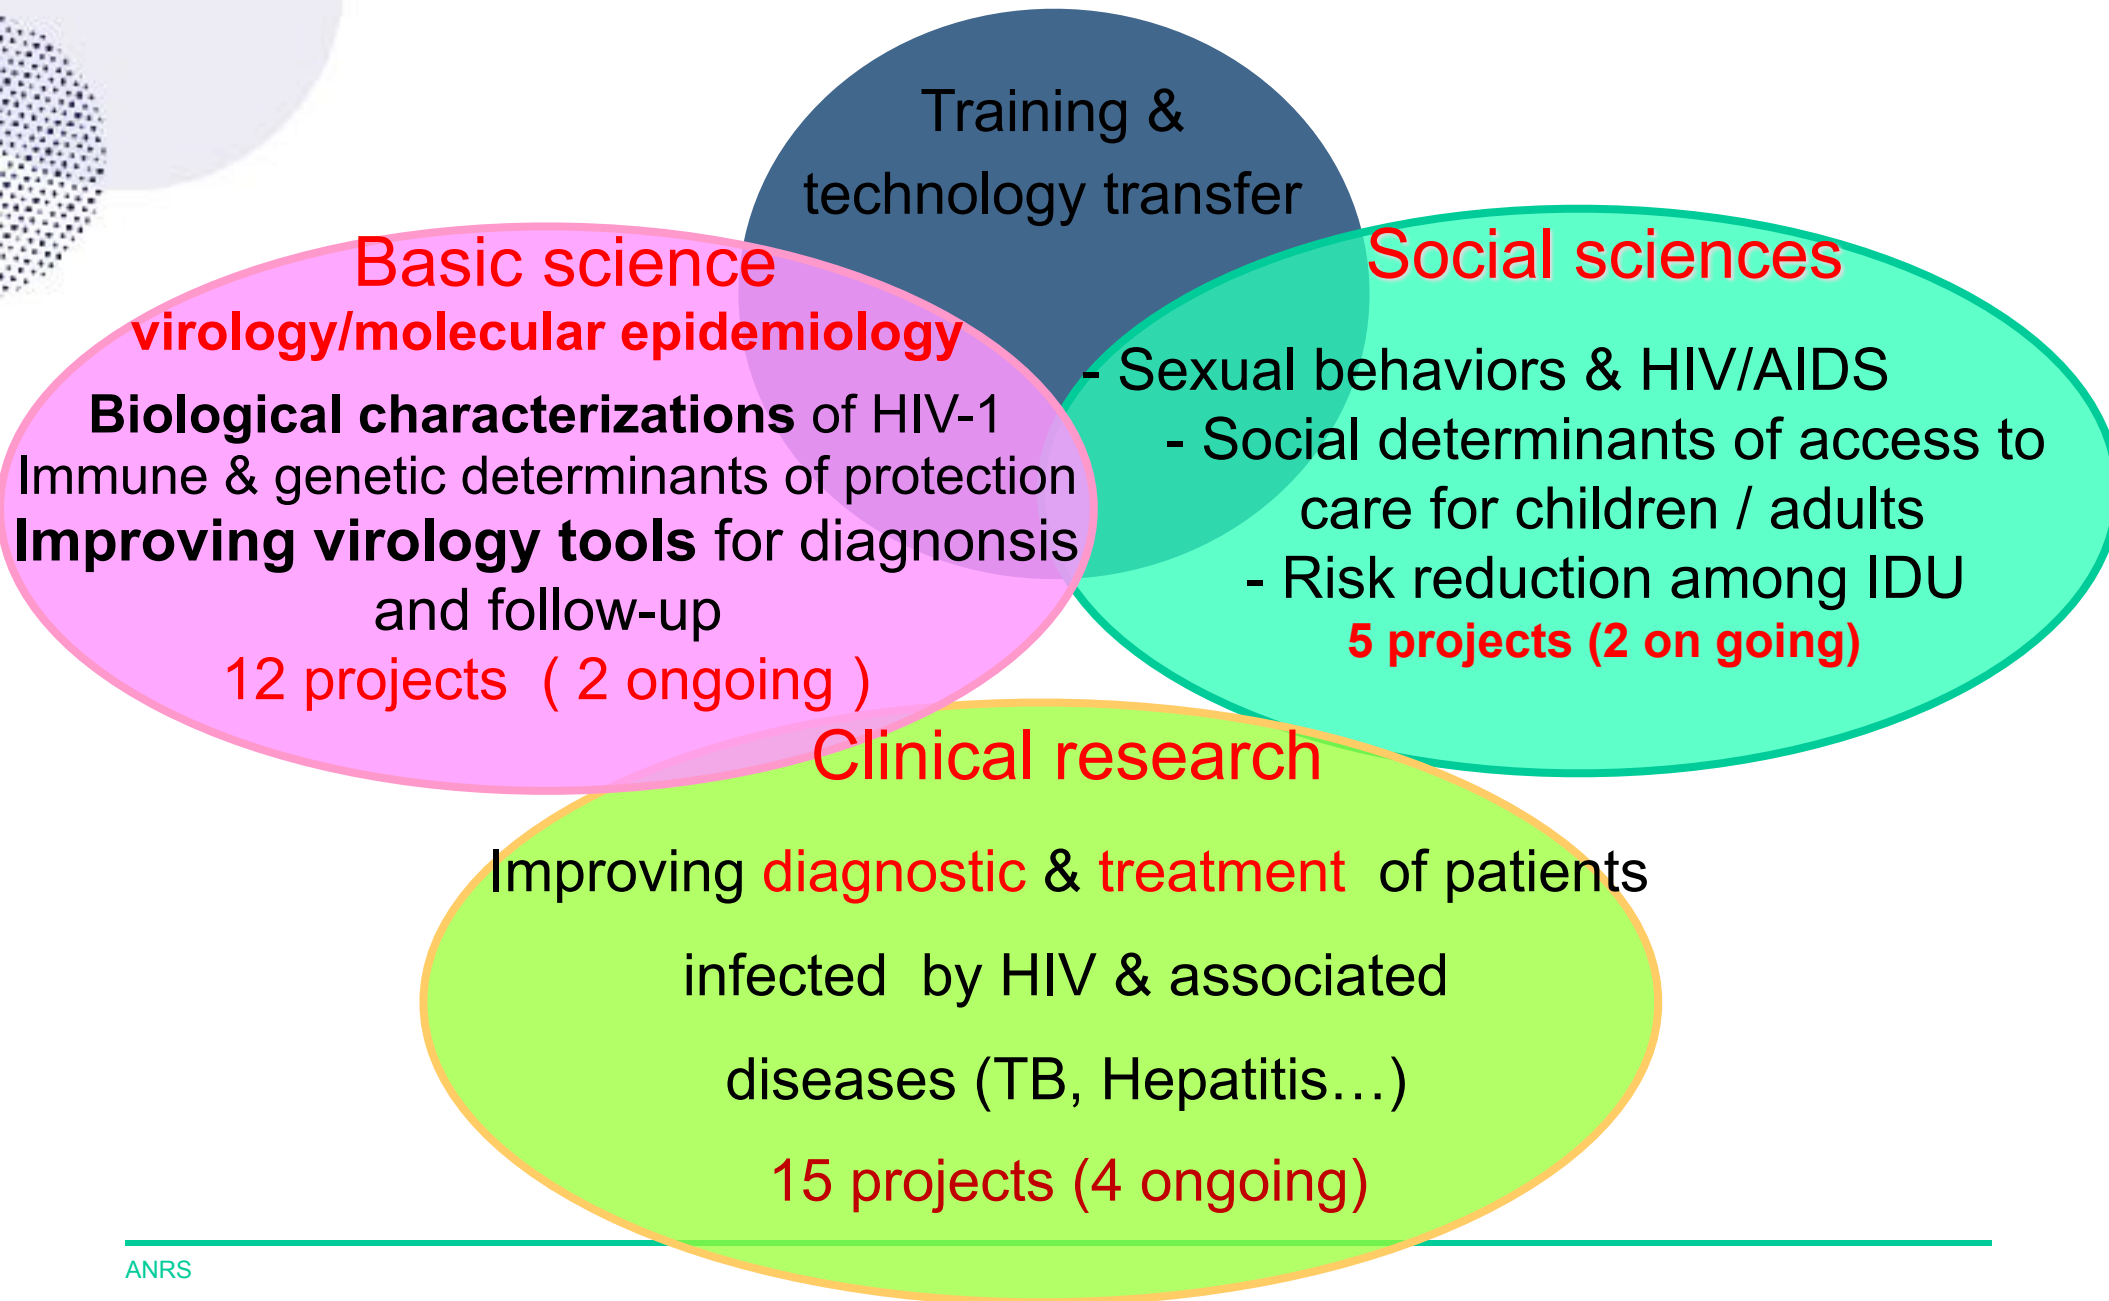 Training &
technology transfer
Basic science
virology/molecular epidemiology
Biological characterizations of HIV-1
Immune & genetic determinants of protection
Improving virology tools for diagnonsis
and follow-up
12 projects ( 2 ongoing )
Social sciences
- Sexual behaviors & HIV/AIDS
- Social determinants of access to
care for children / adults
- Risk reduction among IDU
5 projects (2 on going)
Clinical research
Improving diagnostic & treatment of patients
infected by HIV & associated
diseases (TB, Hepatitis…)
15 projects (4 ongoing)
ANRS